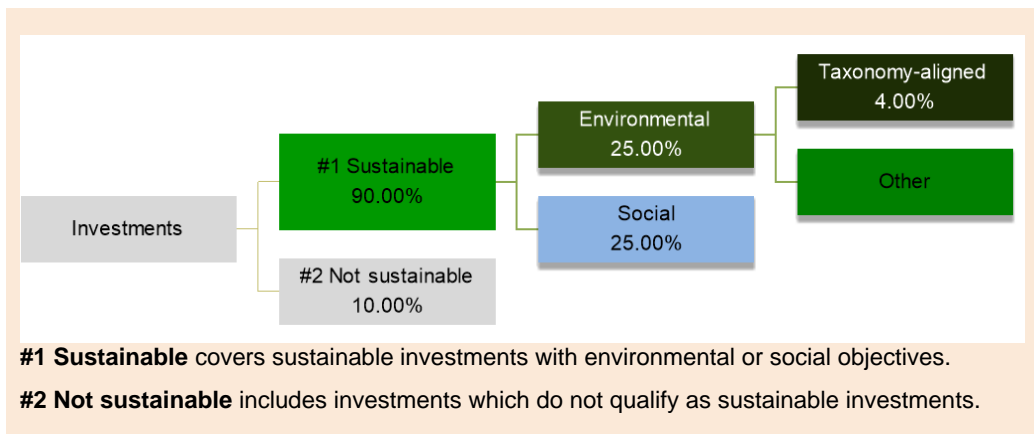 Investments
#1 Sustainable
90.00%
#2 Not sustainable
10.00%
Environmental
25.00%
Social
25.00%
Taxonomy-aligned
4.00%
Other
#1 Sustainable covers sustainable investments with environmental or social objectives.
#2 Not sustainable includes investments which do not qualify as sustainable investments.